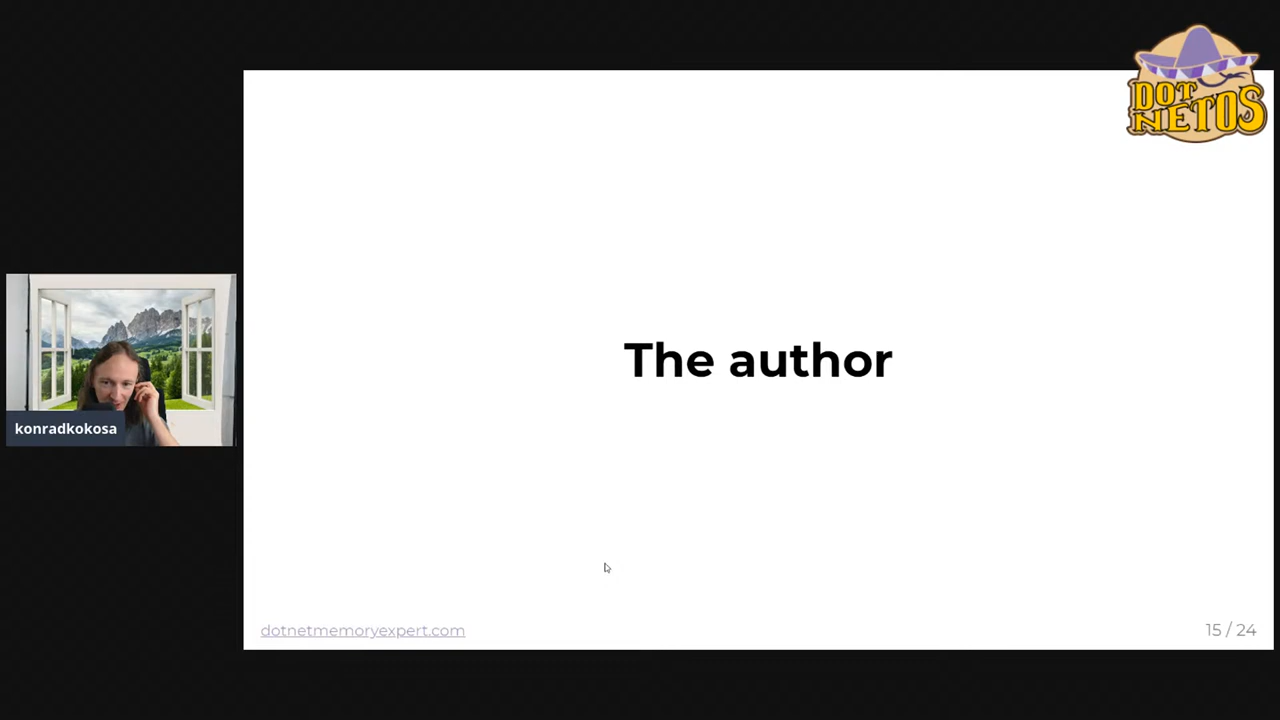 DOT
NETOS
The author
konradkokosa
dotnetmemoryexpert.com
15 / 24